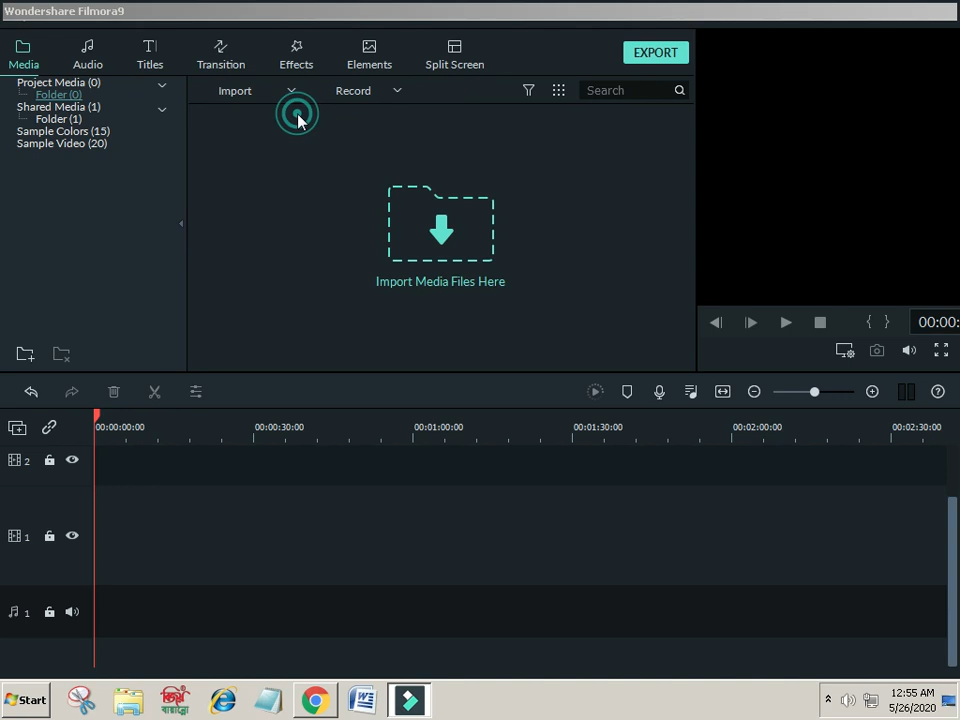 Wondershare Filmora9
Media
Audio
Titles
Transition
Effects
Elements
Split Screen
EXPORT
Project Media (0)
Folder (0)
Shared Media (1)
Folder (1)
Sample Colors (15)
Sample Video (20)
Import
Record
Search
Import Media Files Here
{ }
00:00:
00:00:00:00
00:00:30:00
00:01:00:00
00:01:30:00
00:02:00:00
00:02:30:00
2
1
1
Start
12:55 AM
5/26/2020